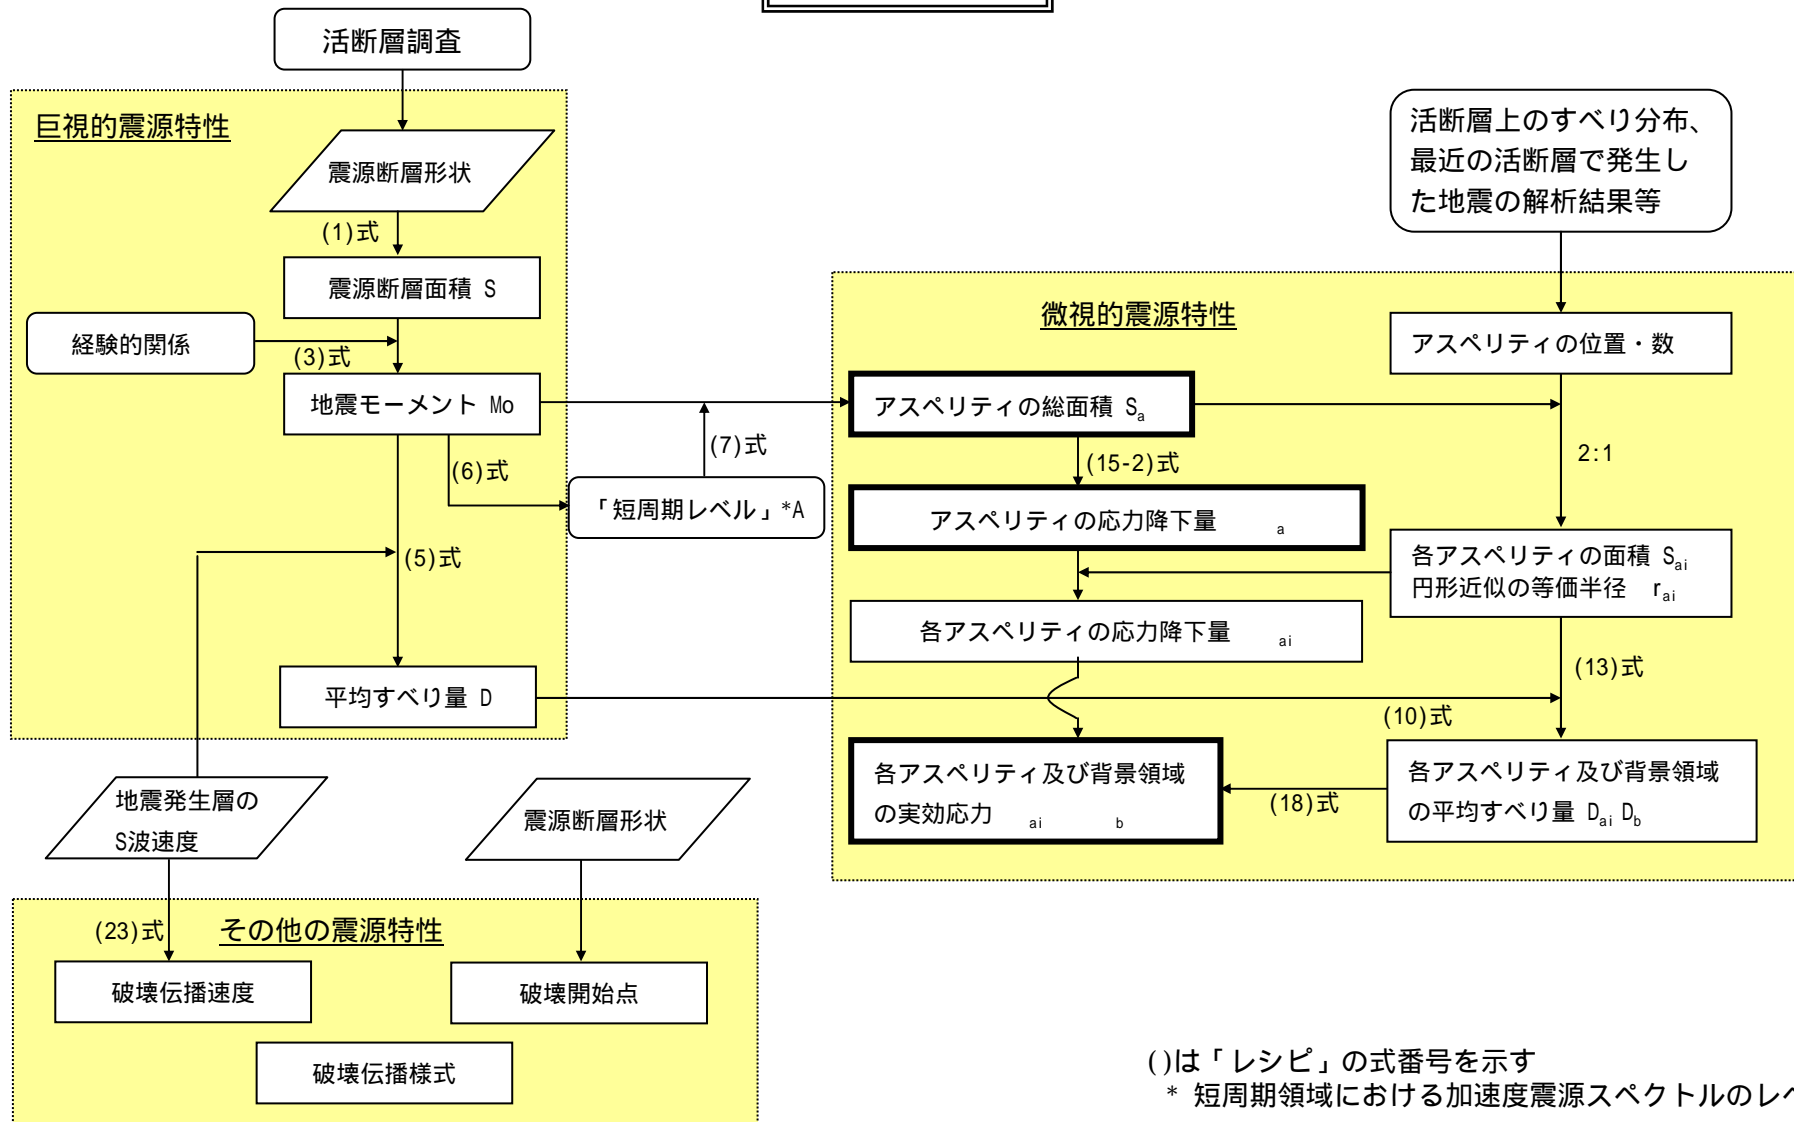 活断層調査
巨視的震源特性
震源断層形状
(1)式
震源断層面積 S
経験的関係
(3)式
地震モーメント Mo
(6)式
(7)式
「短周期レベル」*A
(5)式
平均すべり量 D
地震発生層の
S波速度
震源断層形状
(23)式
その他の震源特性
破壊伝播速度
破壊開始点
破壊伝播様式
活断層上のすべり分布、
最近の活断層で発生し
た地震の解析結果等
微視的震源特性
アスペリティの位置・数
アスペリティの総面積 Sa
(15-2)式
2:1
アスペリティの応力降下量 a
各アスペリティの面積 Sai
円形近似の等価半径 rai
各アスペリティの応力降下量 ai
(13)式
(10)式
各アスペリティ及び背景領域
の実効応力 ai b
(18)式
各アスペリティ及び背景領域
の平均すべり量 Dai Db
()は「レシピ」の式番号を示す
* 短周期領域における加速度震源スペクトルのレ